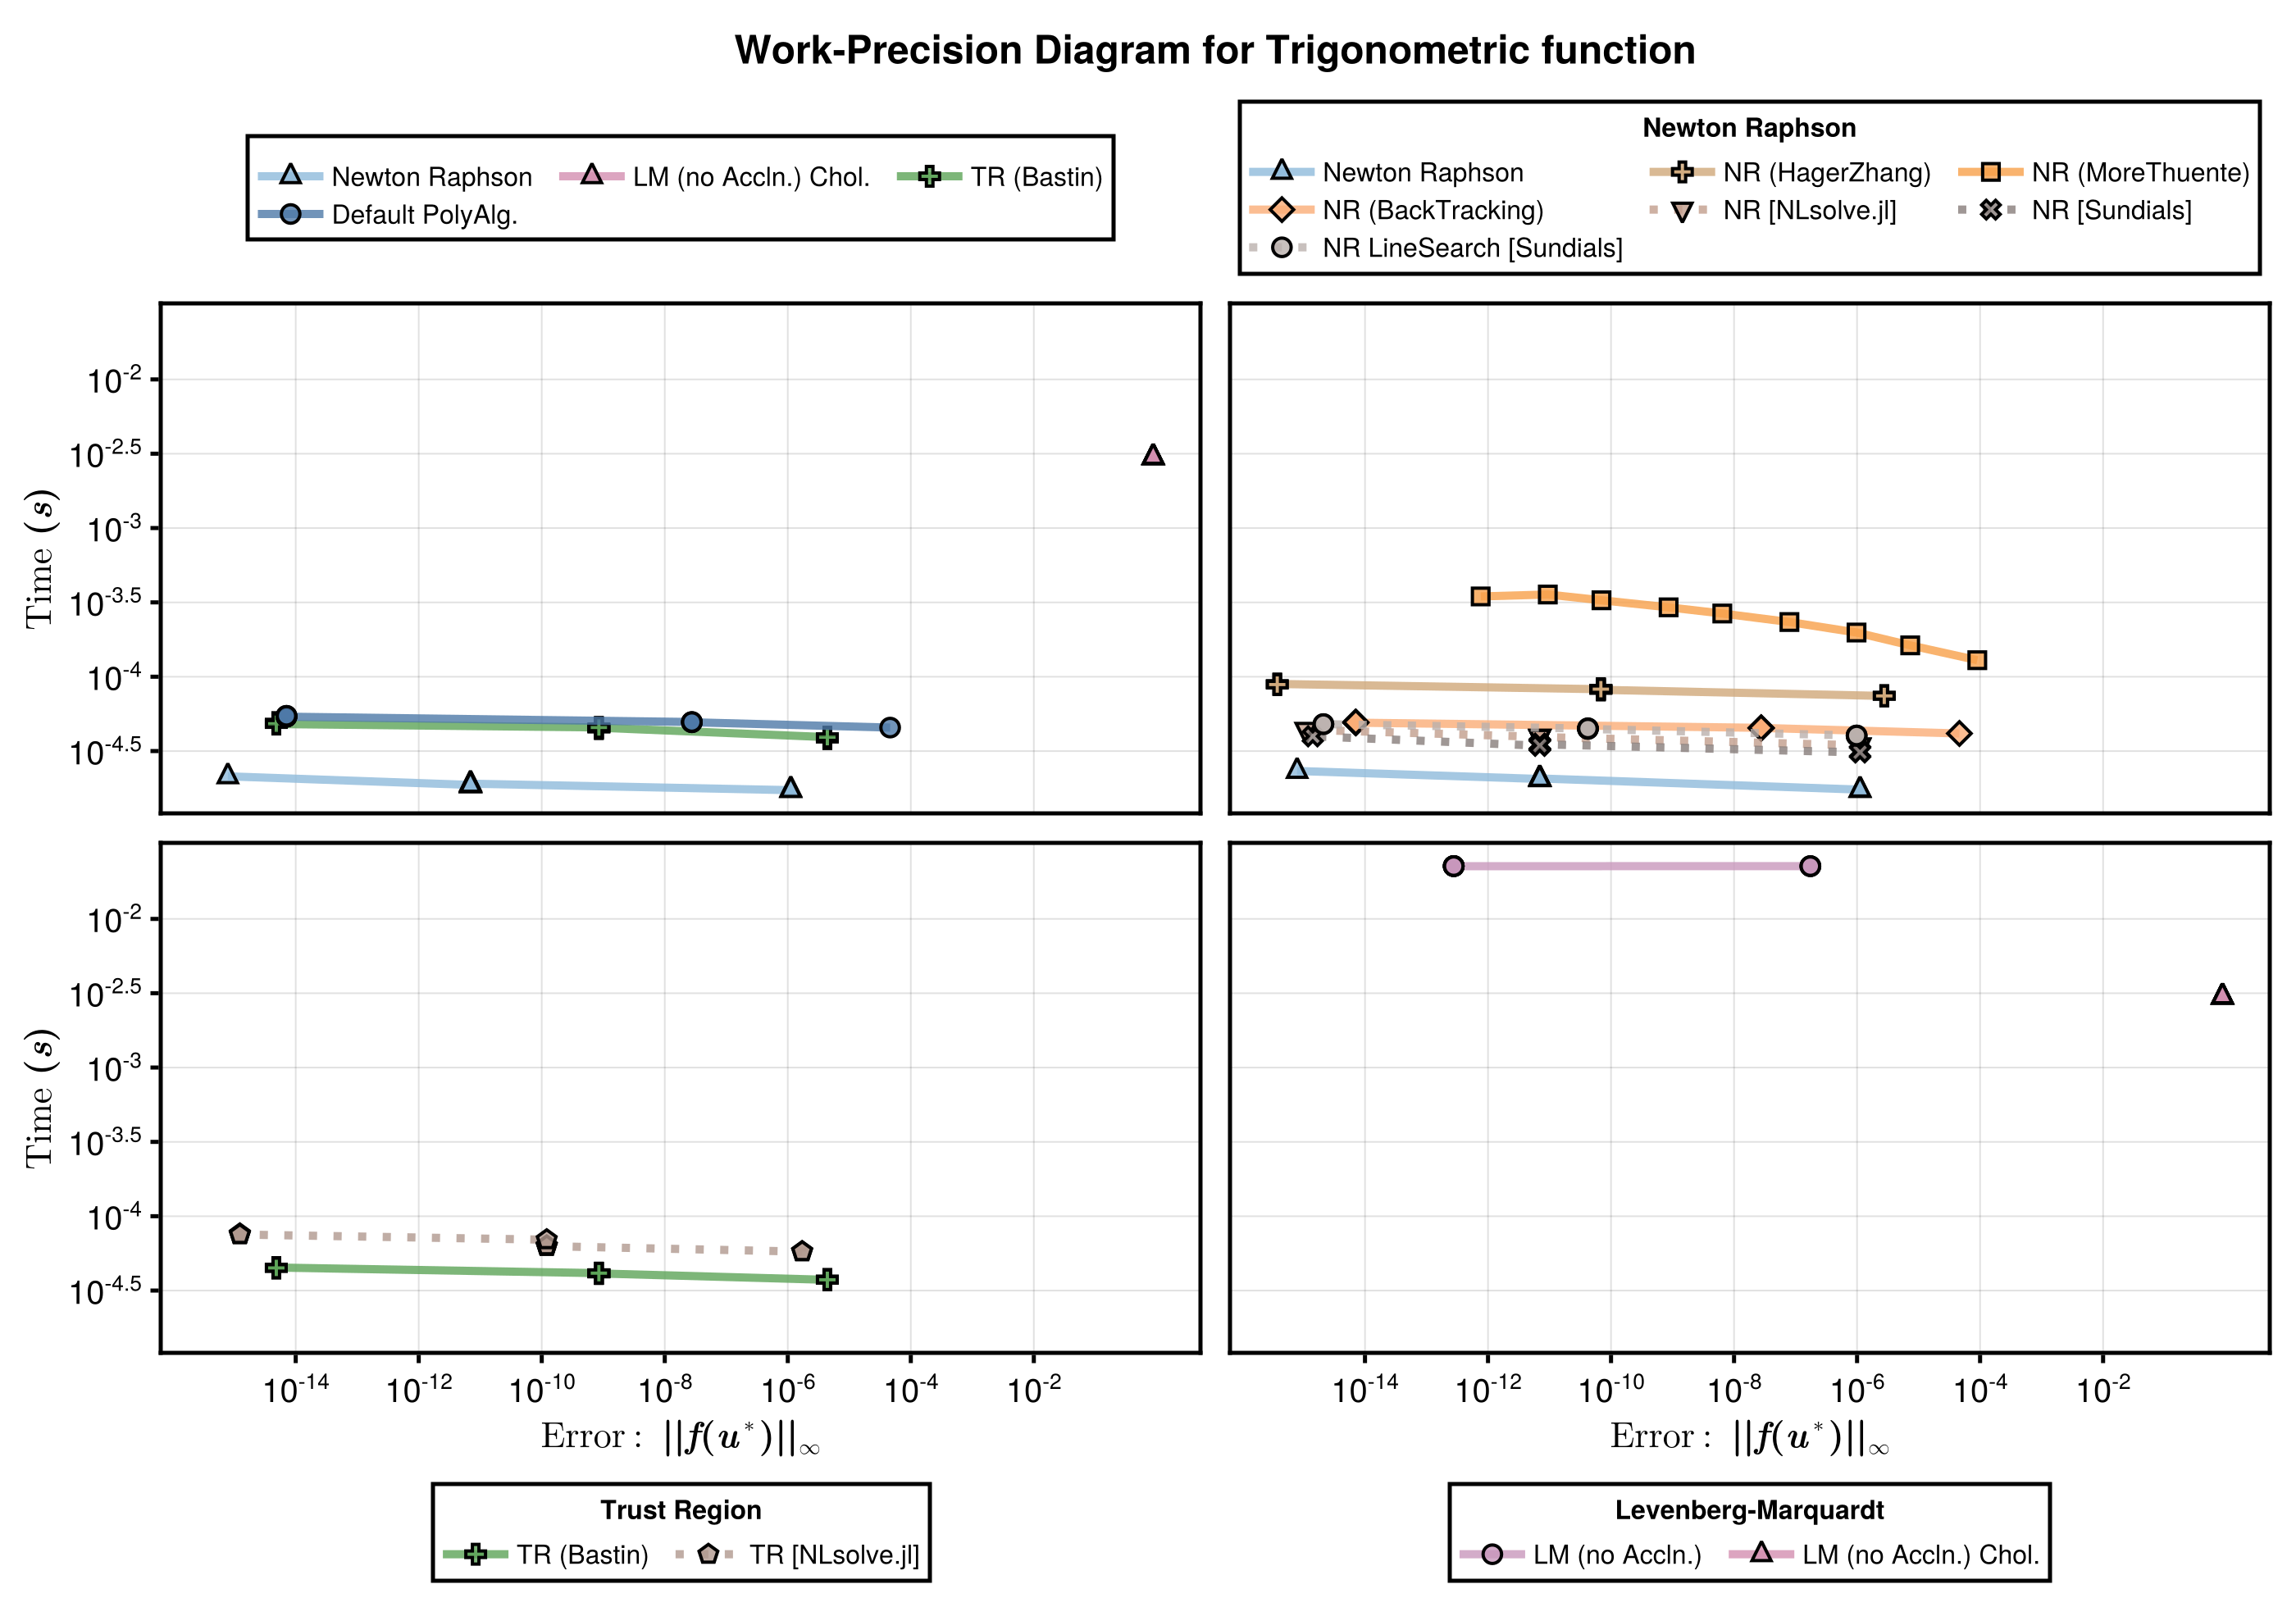 Work-Precision Diagram for Trigonometric function
Newton Raphson LM (no Accln.) Chol. TR (Bastin)
Default PolyAlg.
Newton Raphson
Newton Raphson NR (HagerZhang) NR (MoreThuente)
NR (BackTracking) NR [NLsolve.jl] NR [Sundials]
NR LineSearch [Sundials]
Time (s)
10^-2
10^-2.5
10^-3
10^-3.5
10^-4
10^-4.5
Time (s)
10^-2
10^-2.5
10^-3
10^-3.5
10^-4
10^-4.5
10^-14 10^-12 10^-10 10^-8 10^-6 10^-4 10^-2
Error: ||f(u*)||∞
10^-14 10^-12 10^-10 10^-8 10^-6 10^-4 10^-2
Error: ||f(u*)||∞
Trust Region
TR (Bastin) TR [NLsolve.jl]
Levenberg-Marquardt
LM (no Accln.) LM (no Accln.) Chol.